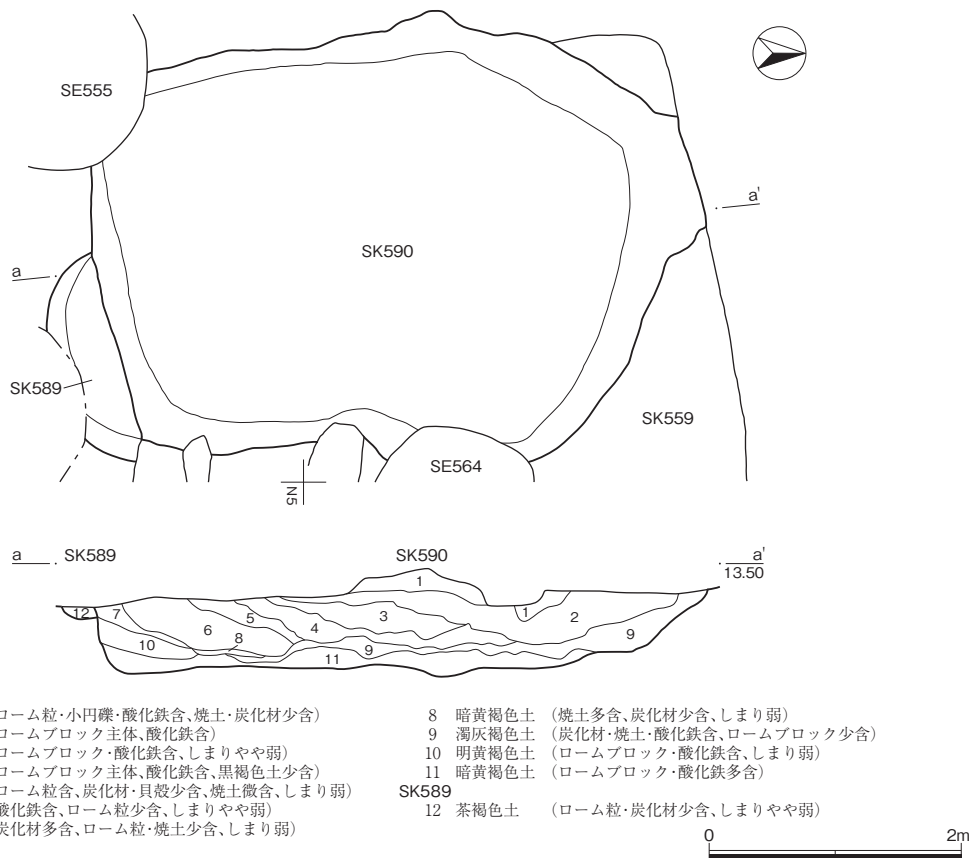 SE555
a'
SK590
a
SK589
SK559
SE564
N5
a SK589 SK590 a'
13.50
1
12 7 5 3 1 2
6 4 9
10 8 9
11
ローム粒･小円礫･酸化鉄含､焼土･炭化材少含)
ロームブロック主体､酸化鉄含)
ロームブロック･酸化鉄含､しまりやや弱)
ロームブロック主体､酸化鉄含､黒褐色土少含)
ローム粒含､炭化材･貝殻少含､焼土微含､しまり弱)
酸化鉄含､ローム粒少含､しまりやや弱)
炭化材多含､ローム粒･焼土少含､しまり弱)
8 暗黄褐色土 (焼土多含､炭化材少含､しまり弱)
9 濁灰褐色土 (炭化材･焼土･酸化鉄含､ロームブロック少含)
10 明黄褐色土 (ロームブロック･酸化鉄含､しまり弱)
11 暗黄褐色土 (ロームブロック･酸化鉄多含)
SK589
12 茶褐色土 (ローム粒･炭化材少含､しまりやや弱)
0 2m